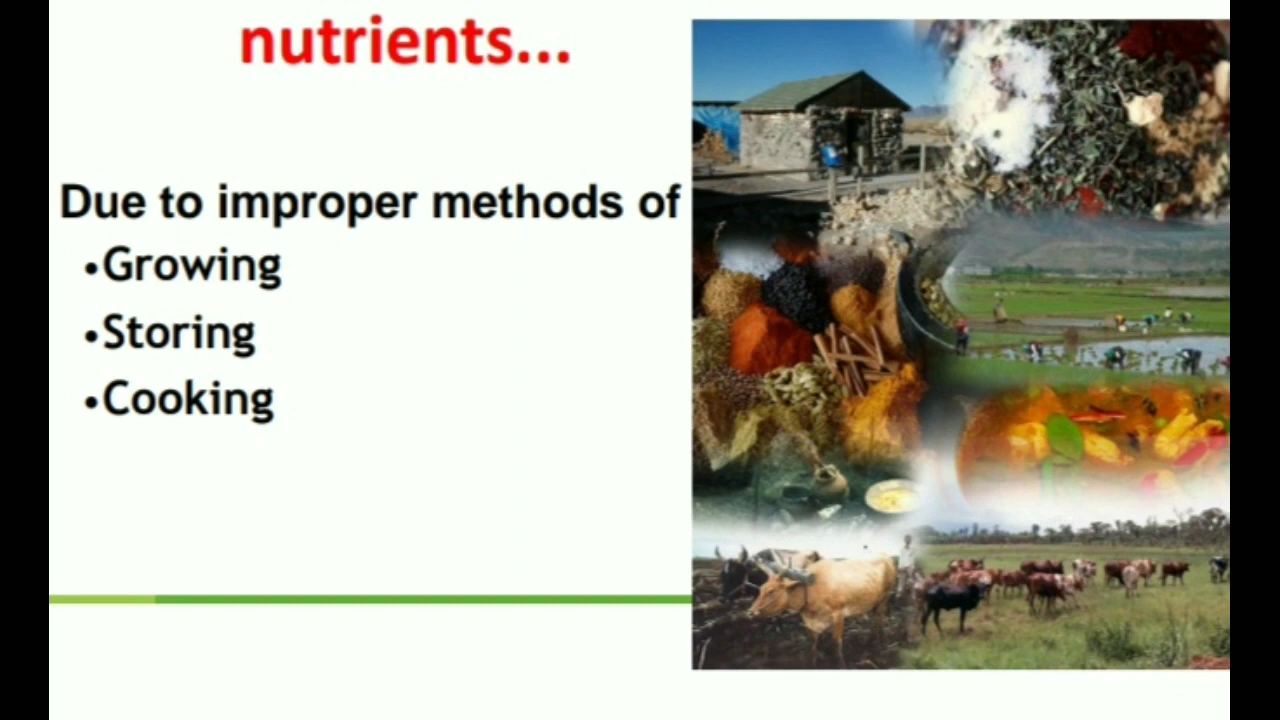 nutrients...
Due to improper methods of
•Growing
•Storing
•Cooking